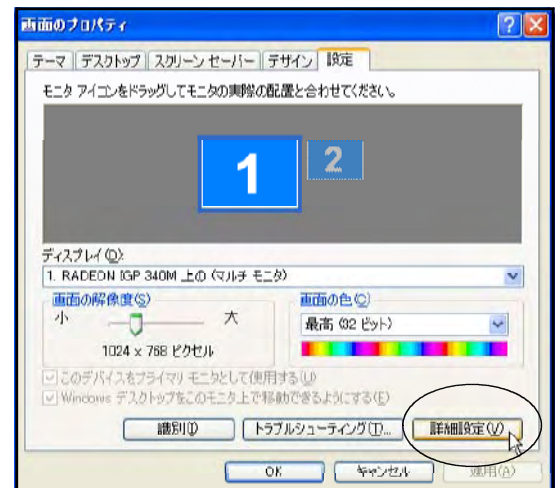 画面のプロパティ
テーマ デスクトップ スクリーン セーバー デザイン 設定
モニタ アイコンをドラッグしてモニタの実際の配置と合わせてください。
1 2
ディスプレイ(D):
1. RADEON IGP 340M 上の (マルチ モニタ)
画面の解像度(S) 画面の色(C)
小 大 最高 (32 ビット)
1024 x 768 ピクセル
このデバイスをプライマリ モニタとして使用する(U)
Windows デスクトップをこのモニタ上で移動できるようにする(E)
識別(I) トラブルシューティング(T)... 詳細設定(V)
OK キャンセル 適用(A)